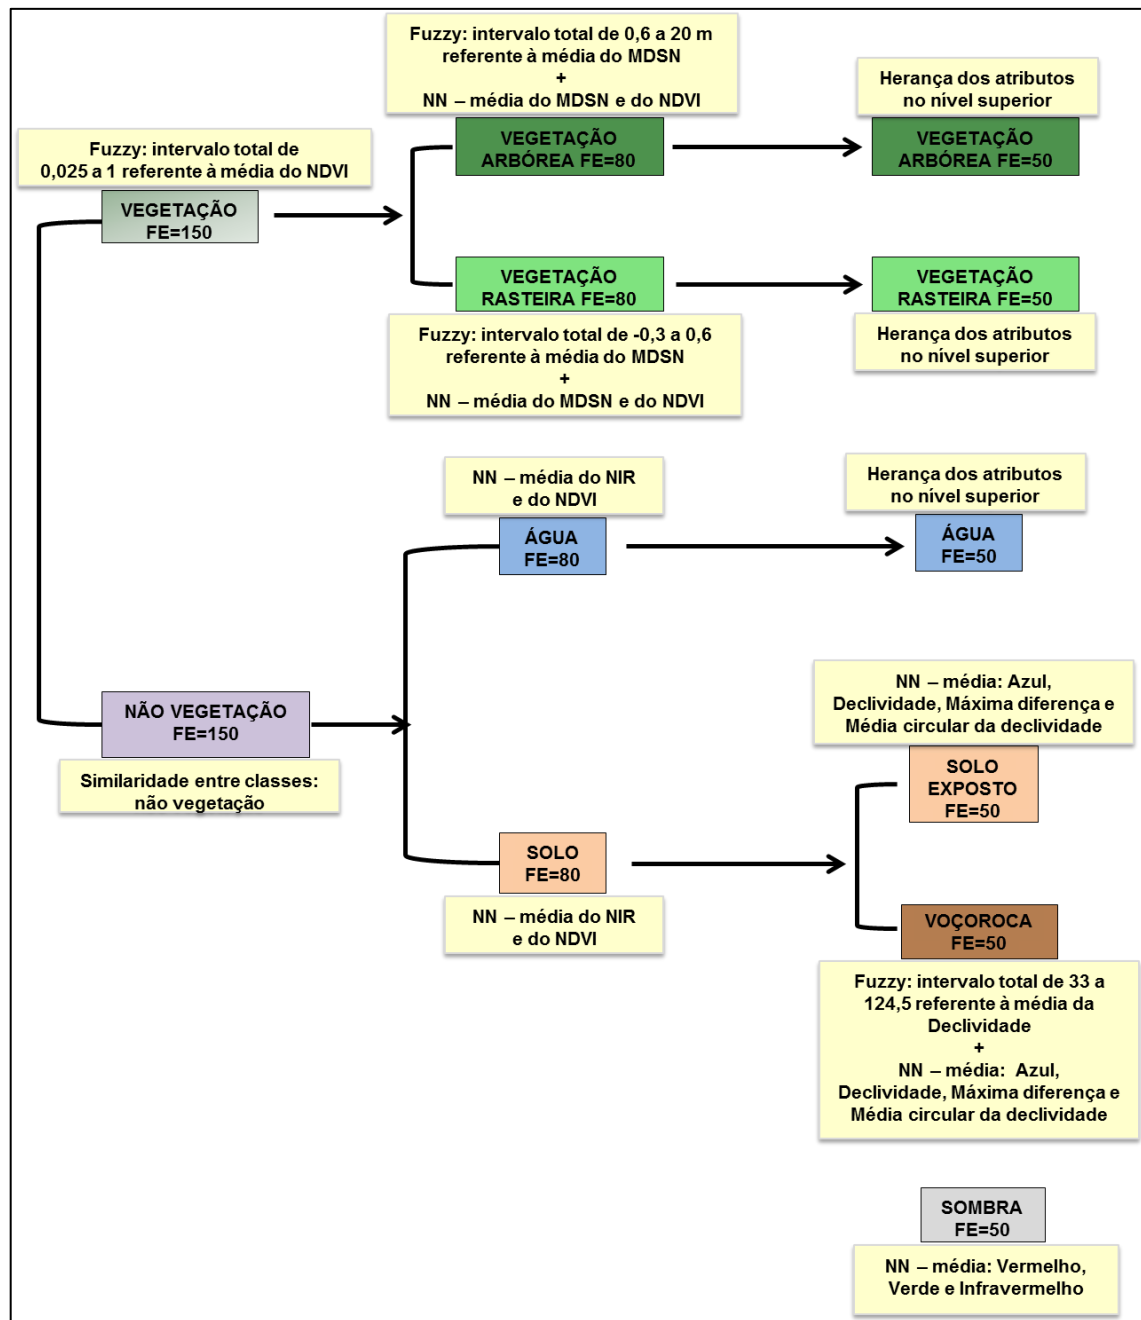 Fuzzy: intervalo total de 0,6 a 20 m
referente à média do MDSN
+
NN – média do MDSN e do NDVI
Herança dos atributos
no nível superior
VEGETAÇÃO
ARBÓREA FE=80
VEGETAÇÃO
ARBÓREA FE=50
Fuzzy: intervalo total de
0,025 a 1 referente à média do NDVI
VEGETAÇÃO
FE=150
VEGETAÇÃO
RASTEIRA FE=80
VEGETAÇÃO
RASTEIRA FE=50
Fuzzy: intervalo total de -0,3 a 0,6
referente à média do MDSN
+
NN – média do MDSN e do NDVI
Herança dos atributos
no nível superior
NN – média do NIR
e do NDVI
Herança dos atributos
no nível superior
ÁGUA
FE=80
ÁGUA
FE=50
NÃO VEGETAÇÃO
FE=150
Similaridade entre classes:
não vegetação
NN – média: Azul,
Declividade, Máxima diferença e
Média circular da declividade
SOLO
EXPOSTO
FE=50
SOLO
FE=80
NN – média do NIR
e do NDVI
VOÇOROCA
FE=50
Fuzzy: intervalo total de 33 a
124,5 referente à média da
Declividade
+
NN – média: Azul,
Declividade, Máxima diferença e
Média circular da declividade
SOMBRA
FE=50
NN – média: Vermelho,
Verde e Infravermelho